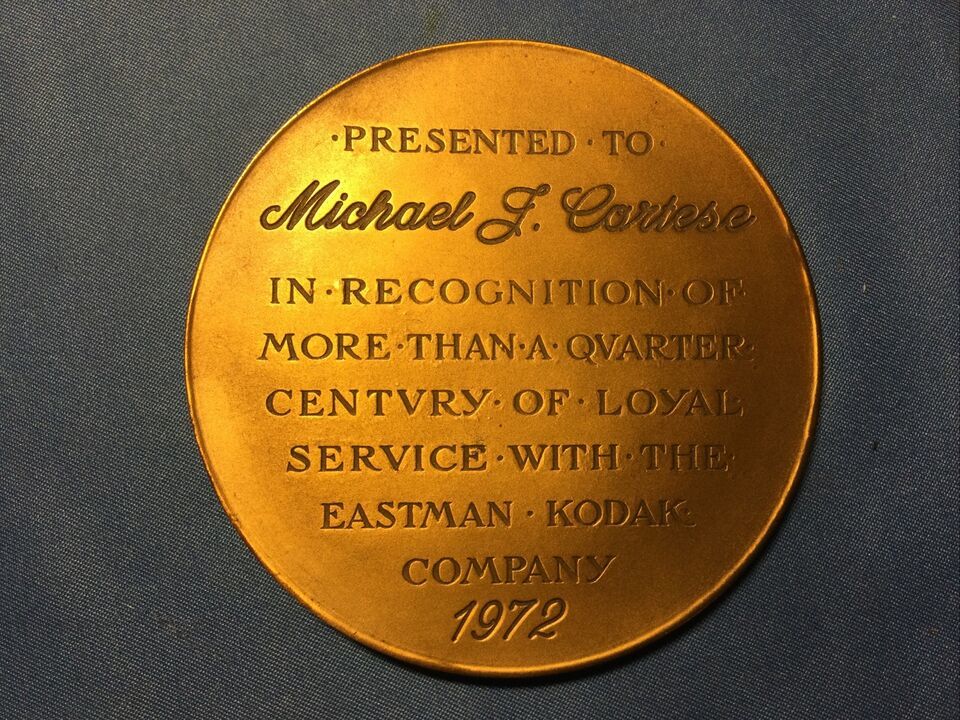 ·PRESENTED·TO·
Michael J. Cortese
IN·RECOGNITION·OF·
MORE·THAN·A·QVARTER·
CENTVRY·OF·LOYAL·
SERVICE·WITH·THE·
EASTMAN·KODAK·
COMPANY
1972